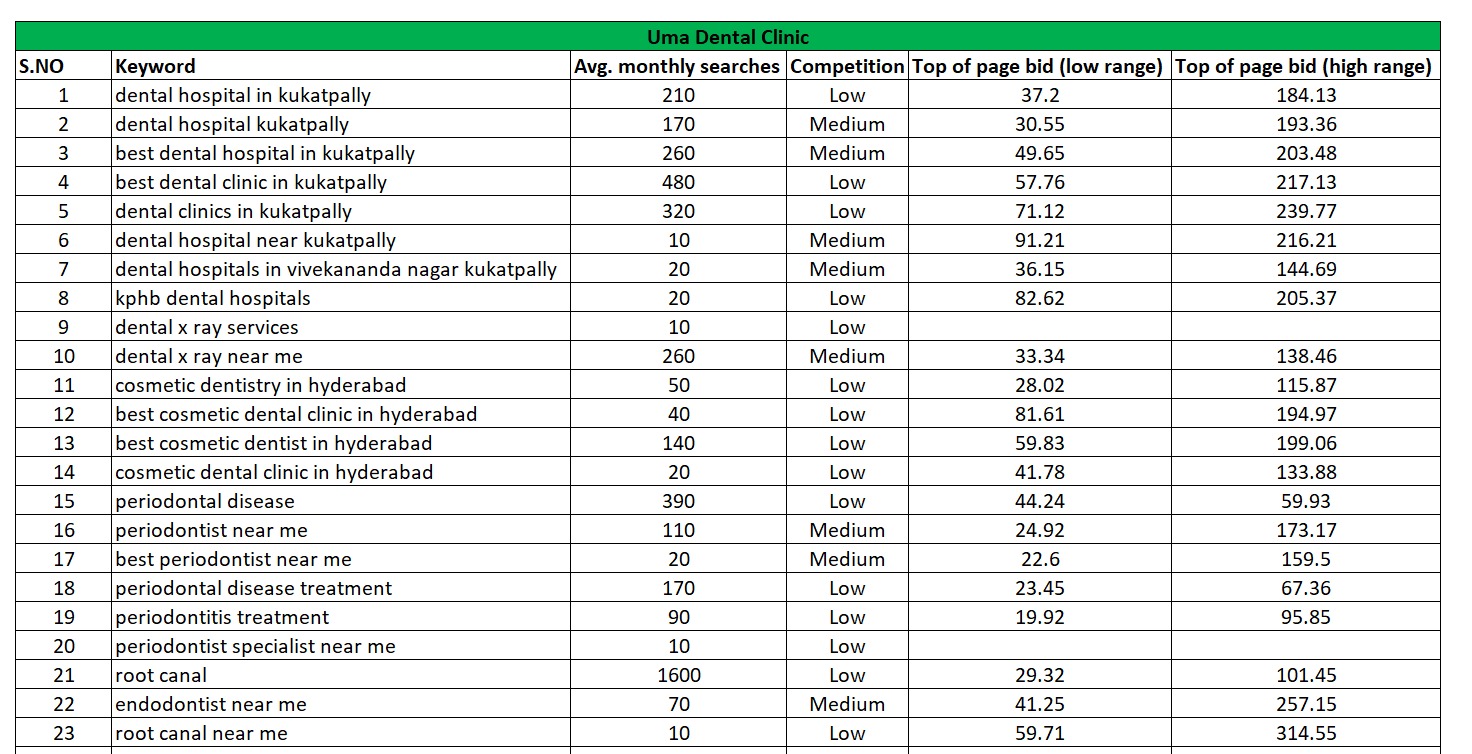 Uma Dental Clinic
S.NO Keyword Avg. monthly searches Competition Top of page bid (low range) Top of page bid (high range)
1 dental hospital in kukatpally 210 Low 37.2 184.13
2 dental hospital kukatpally 170 Medium 30.55 193.36
3 best dental hospital in kukatpally 260 Medium 49.65 203.48
4 best dental clinic in kukatpally 480 Low 57.76 217.13
5 dental clinics in kukatpally 320 Low 71.12 239.77
6 dental hospital near kukatpally 10 Medium 91.21 216.21
7 dental hospitals in vivekananda nagar kukatpally 20 Medium 36.15 144.69
8 kphb dental hospitals 20 Low 82.62 205.37
9 dental x ray services 10 Low
10 dental x ray near me 260 Medium 33.34 138.46
11 cosmetic dentistry in hyderabad 50 Low 28.02 115.87
12 best cosmetic dental clinic in hyderabad 40 Low 81.61 194.97
13 best cosmetic dentist in hyderabad 140 Low 59.83 199.06
14 cosmetic dental clinic in hyderabad 20 Low 41.78 133.88
15 periodontal disease 390 Low 44.24 59.93
16 periodontist near me 110 Medium 24.92 173.17
17 best periodontist near me 20 Medium 22.6 159.5
18 periodontal disease treatment 170 Low 23.45 67.36
19 periodontitis treatment 90 Low 19.92 95.85
20 periodontist specialist near me 10 Low
21 root canal 1600 Low 29.32 101.45
22 endodontist near me 70 Medium 41.25 257.15
23 root canal near me 10 Low 59.71 314.55